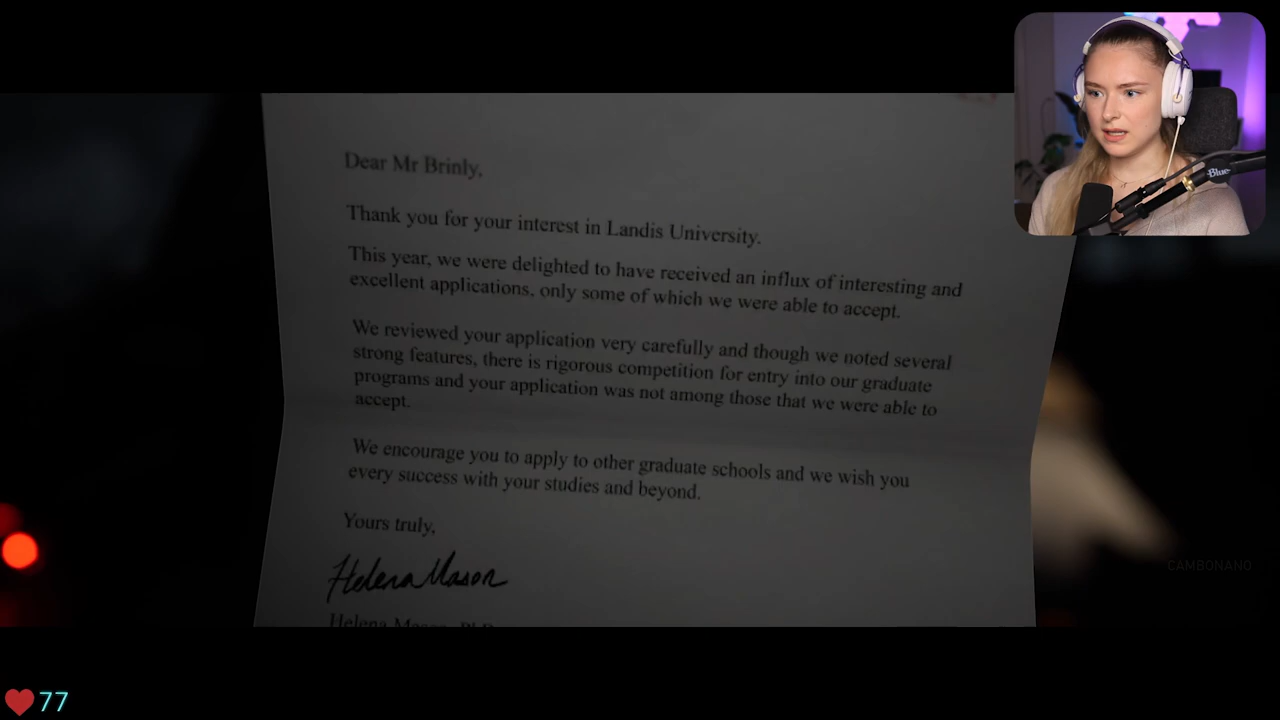 Dear Mr Brinly,
Thank you for your interest in Landis University.
This year, we were delighted to have received an influx of interesting and
excellent applications, only some of which we were able to accept.
We reviewed your application very carefully and though we noted several
strong features, there is rigorous competition for entry into our graduate
programs and your application was not among those that we were able to
accept.
We encourage you to apply to other graduate schools and we wish you
every success with your studies and beyond.
Yours truly,
Helena Mason
Helena Mason, PhD
Blue
CAMBONANO
77